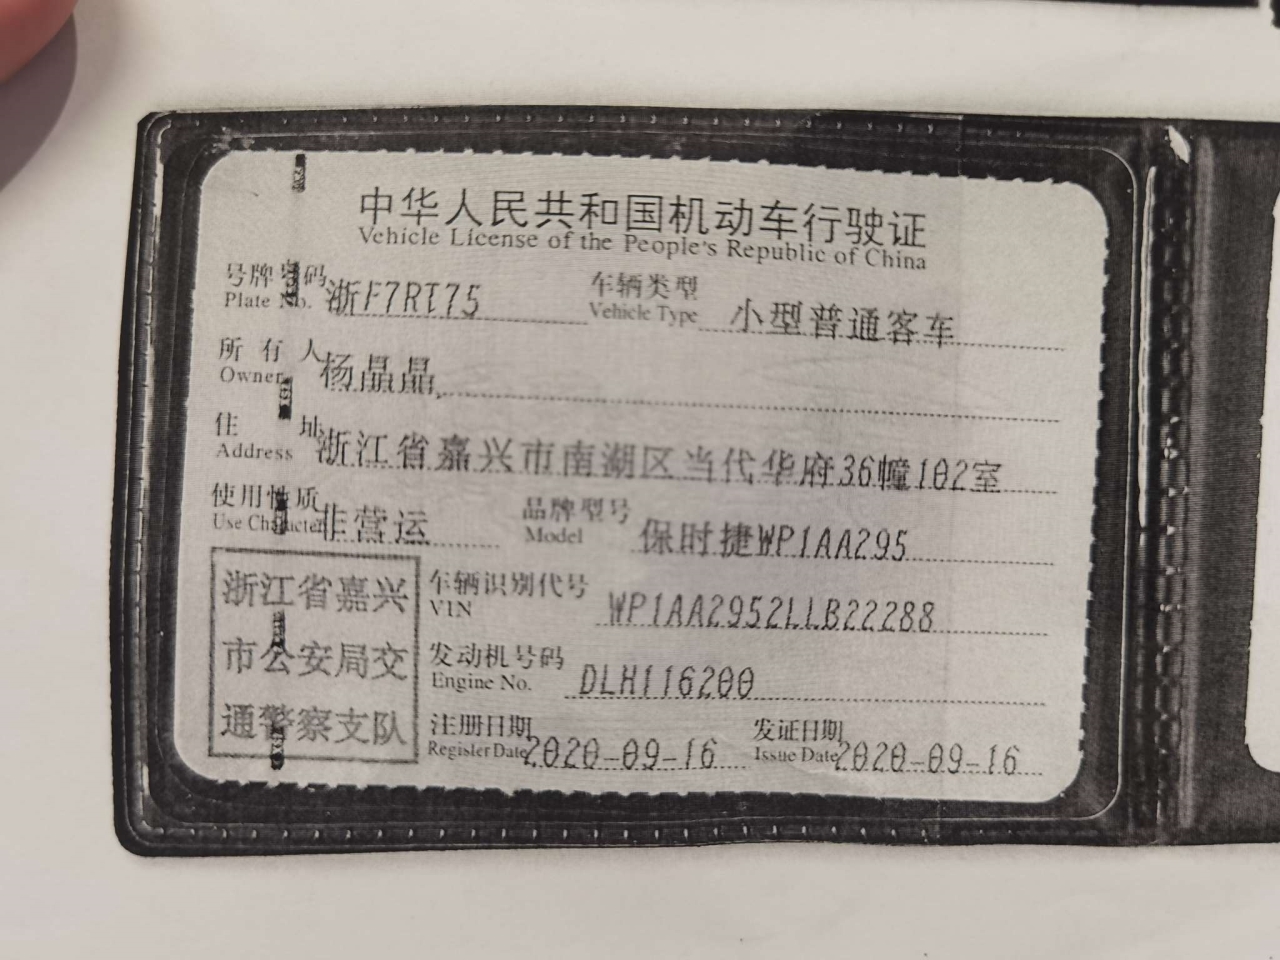 中华人民共和国机动车行驶证
Vehicle License of the People's Republic of China
号牌号码 浙F7RT75 车辆类型 小型普通客车
Plate No. Vehicle Type
所有人 杨晶晶
Owner
住址 浙江省嘉兴市南湖区当代华府36幢102室
Address
使用性质 非营运 品牌型号 保时捷WP1AA295
Use Character Model
浙江省嘉兴
市公安局交
通警察支队
车辆识别代号 WP1AA2952LLB22288
VIN
发动机号码 DLH116200
Engine No.
注册日期 2020-09-16 发证日期 2020-09-16
Register Date Issue Date